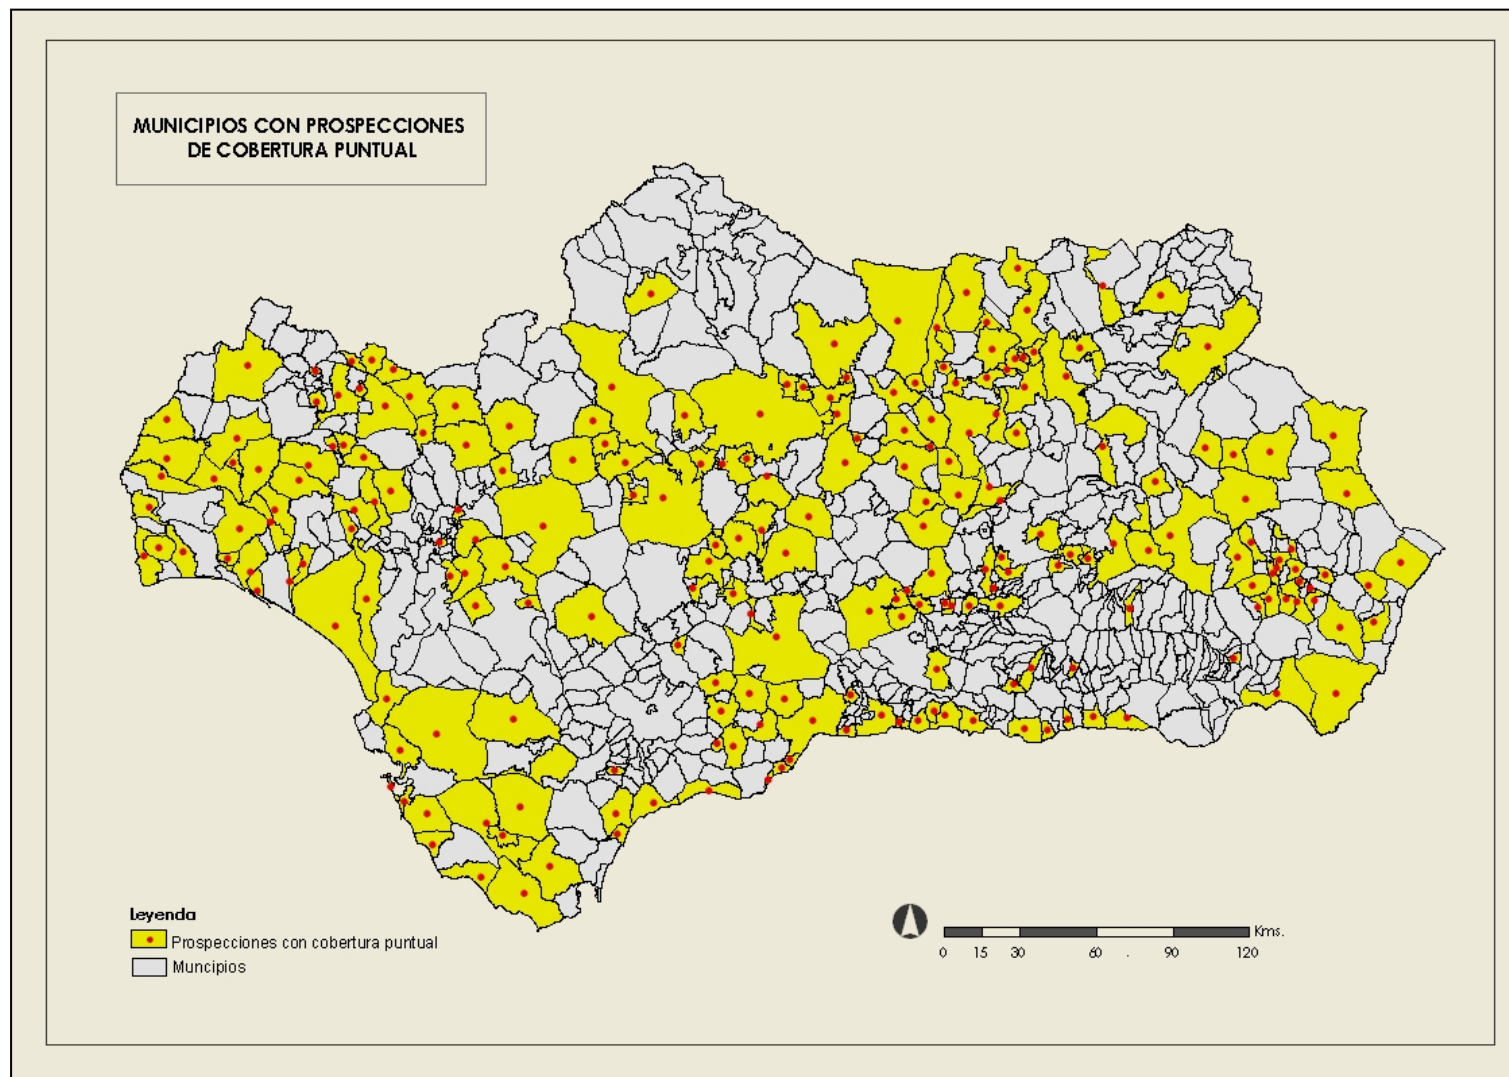 MUNICIPIOS CON PROSPECCIONES
DE COBERTURA PUNTUAL
Leyenda
Prospecciones con cobertura puntual
Muncipios
Kms.
0 15 30 60 . 90 120